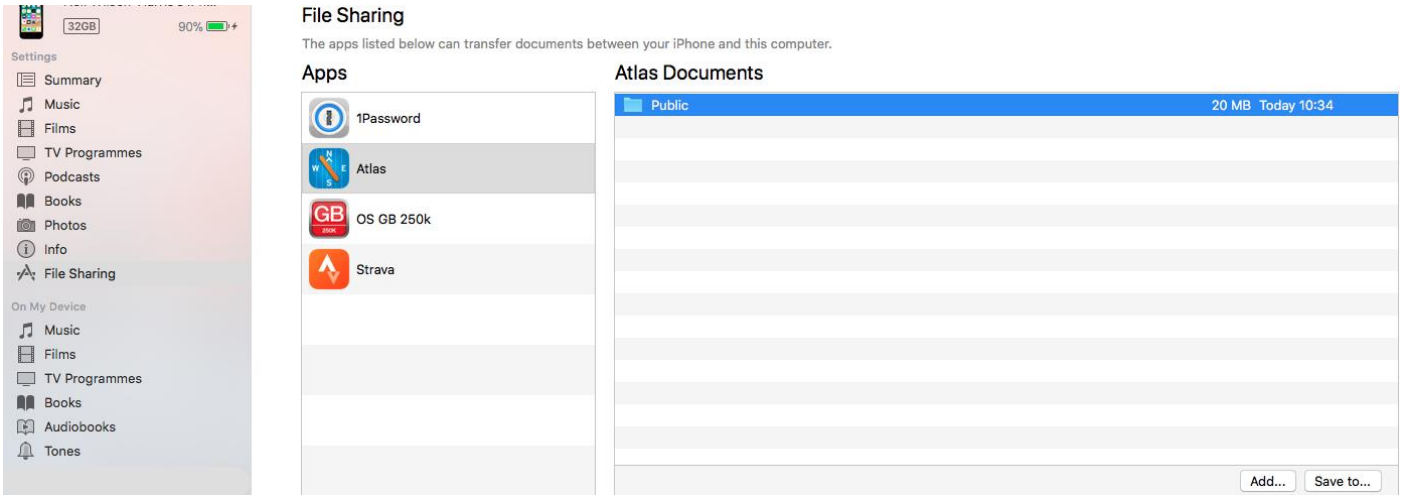 32GB 90%
Settings
Summary
Music
Films
TV Programmes
Podcasts
Books
Photos
Info
File Sharing
On My Device
Music
Films
TV Programmes
Books
Audiobooks
Tones
File Sharing
The apps listed below can transfer documents between your iPhone and this computer.
Apps
1Password
N
W E
S
Atlas
GB
250K
OS GB 250k
Strava
Atlas Documents
Public 20 MB Today 10:34
Add... Save to...